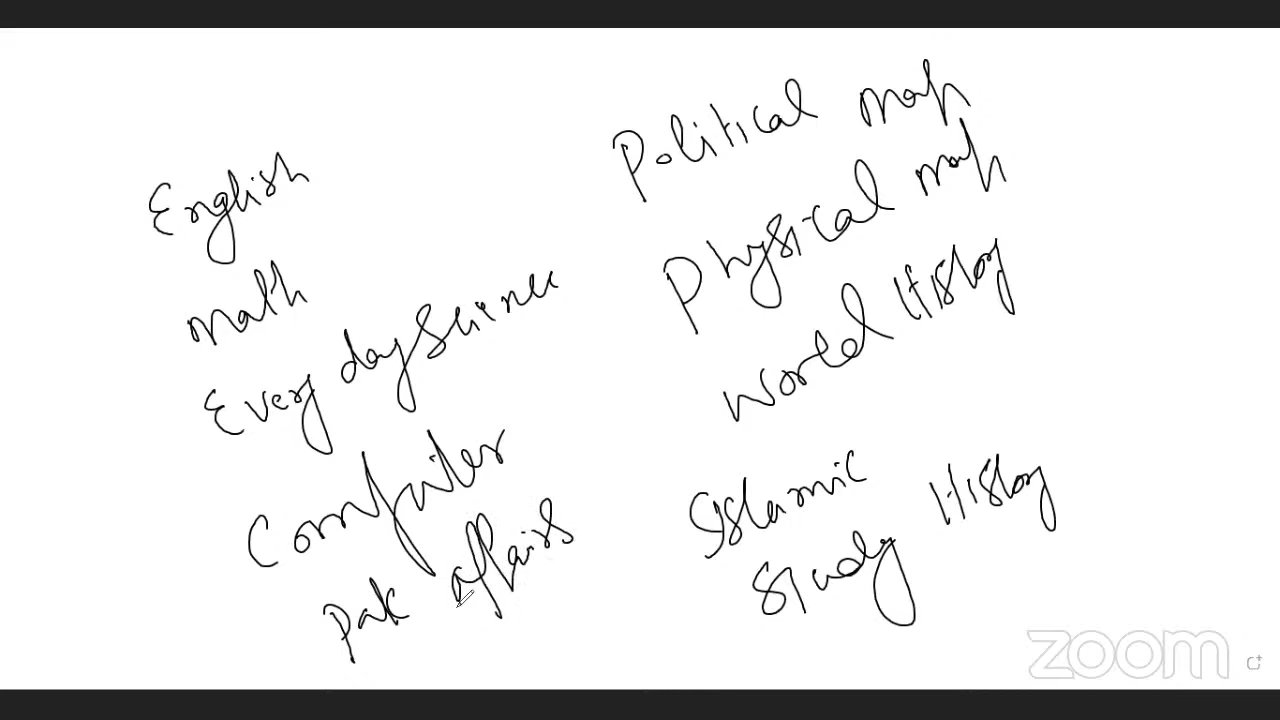 English
Math
Every day Science
Computer
Pak Affairs
Political map
Physical map
World History
Islamic History
Study
zoom